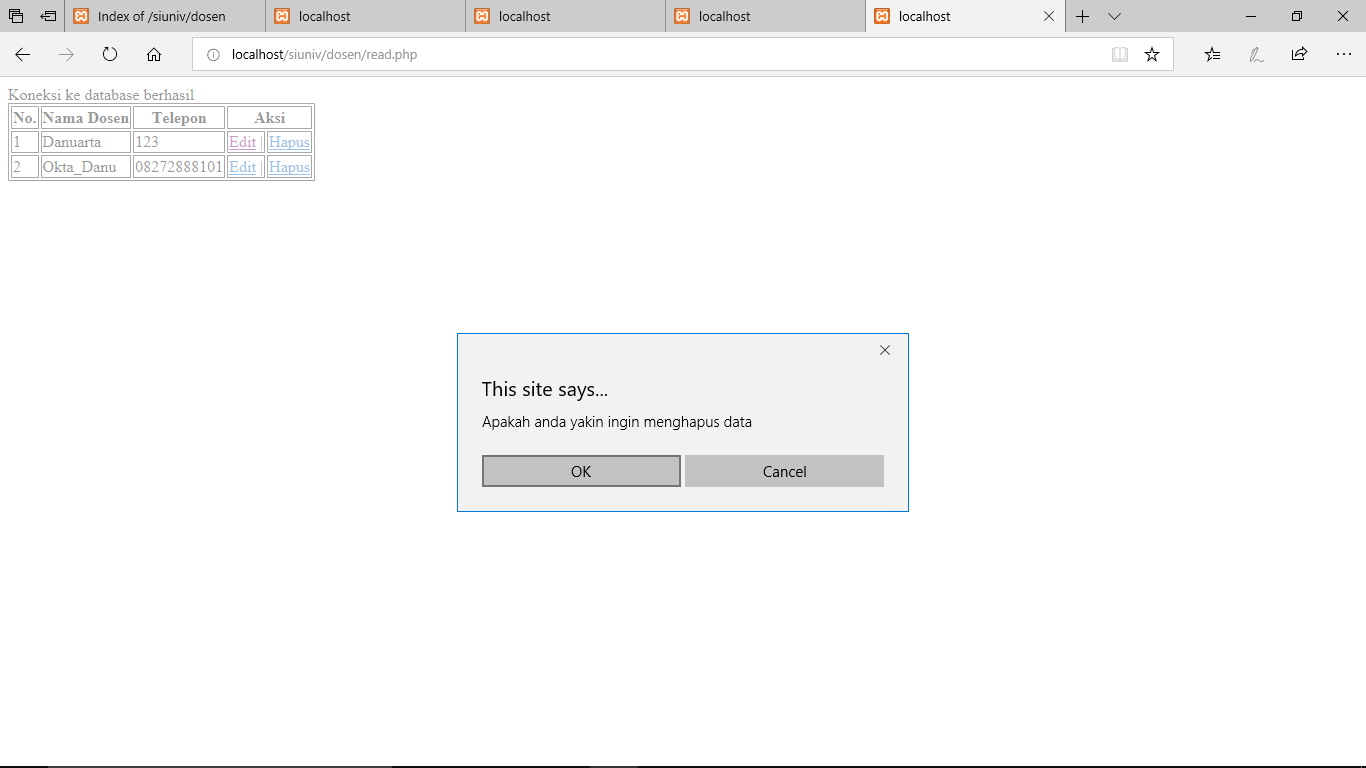 Index of /siuniv/dosen localhost localhost localhost localhost
localhost/siuniv/dosen/read.php
Koneksi ke database berhasil
No. Nama Dosen Telepon Aksi
1 Danuarta 123 Edit | Hapus
2 Okta_Danu 08272888101 Edit | Hapus
This site says...
Apakah anda yakin ingin menghapus data
OK Cancel